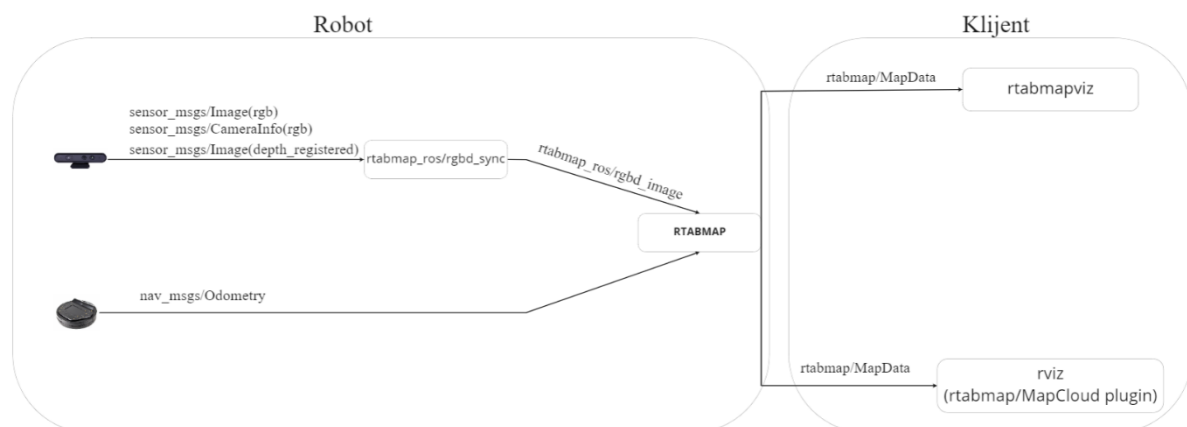 Robot
Klijent
sensor_msgs/Image(rgb)
sensor_msgs/CameraInfo(rgb)
sensor_msgs/Image(depth_registered)
rtabmap_ros/rgbd_sync
rtabmap_ros/rgbd_image
RTABMAP
nav_msgs/Odometry
rtabmap/MapData
rtabmapviz
rtabmap/MapData
rviz
(rtabmap/MapCloud plugin)